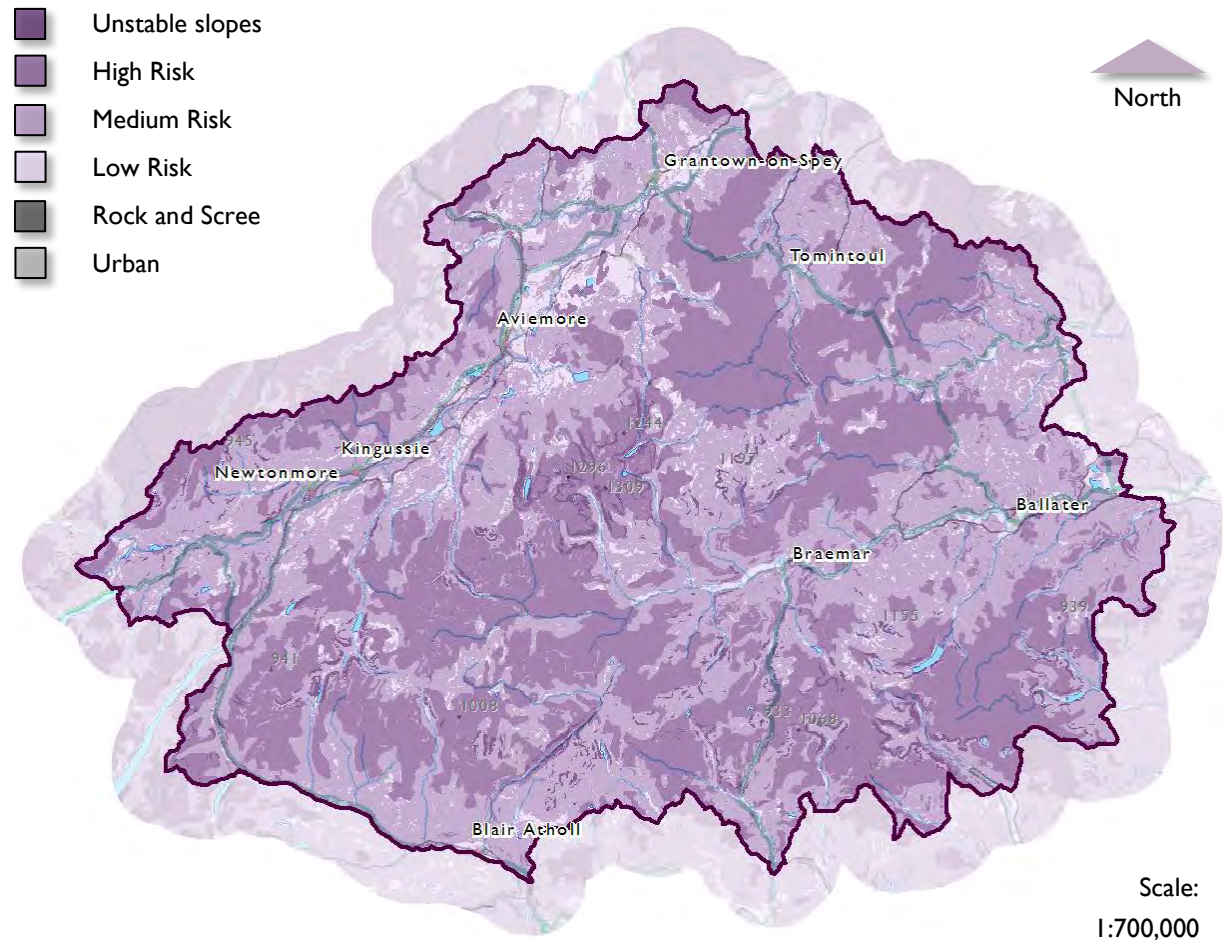 Unstable slopes
High Risk
Medium Risk
Low Risk
Rock and Scree
Urban
North
Grantown-on-Spey
Tomintoul
Aviemore
1244
945
Kingussie
1296
1197
Newtonmore
1309
Ballater
Braemar
1155
939
941
1008
933
1068
Blair Atholl
Scale:
1:700,000